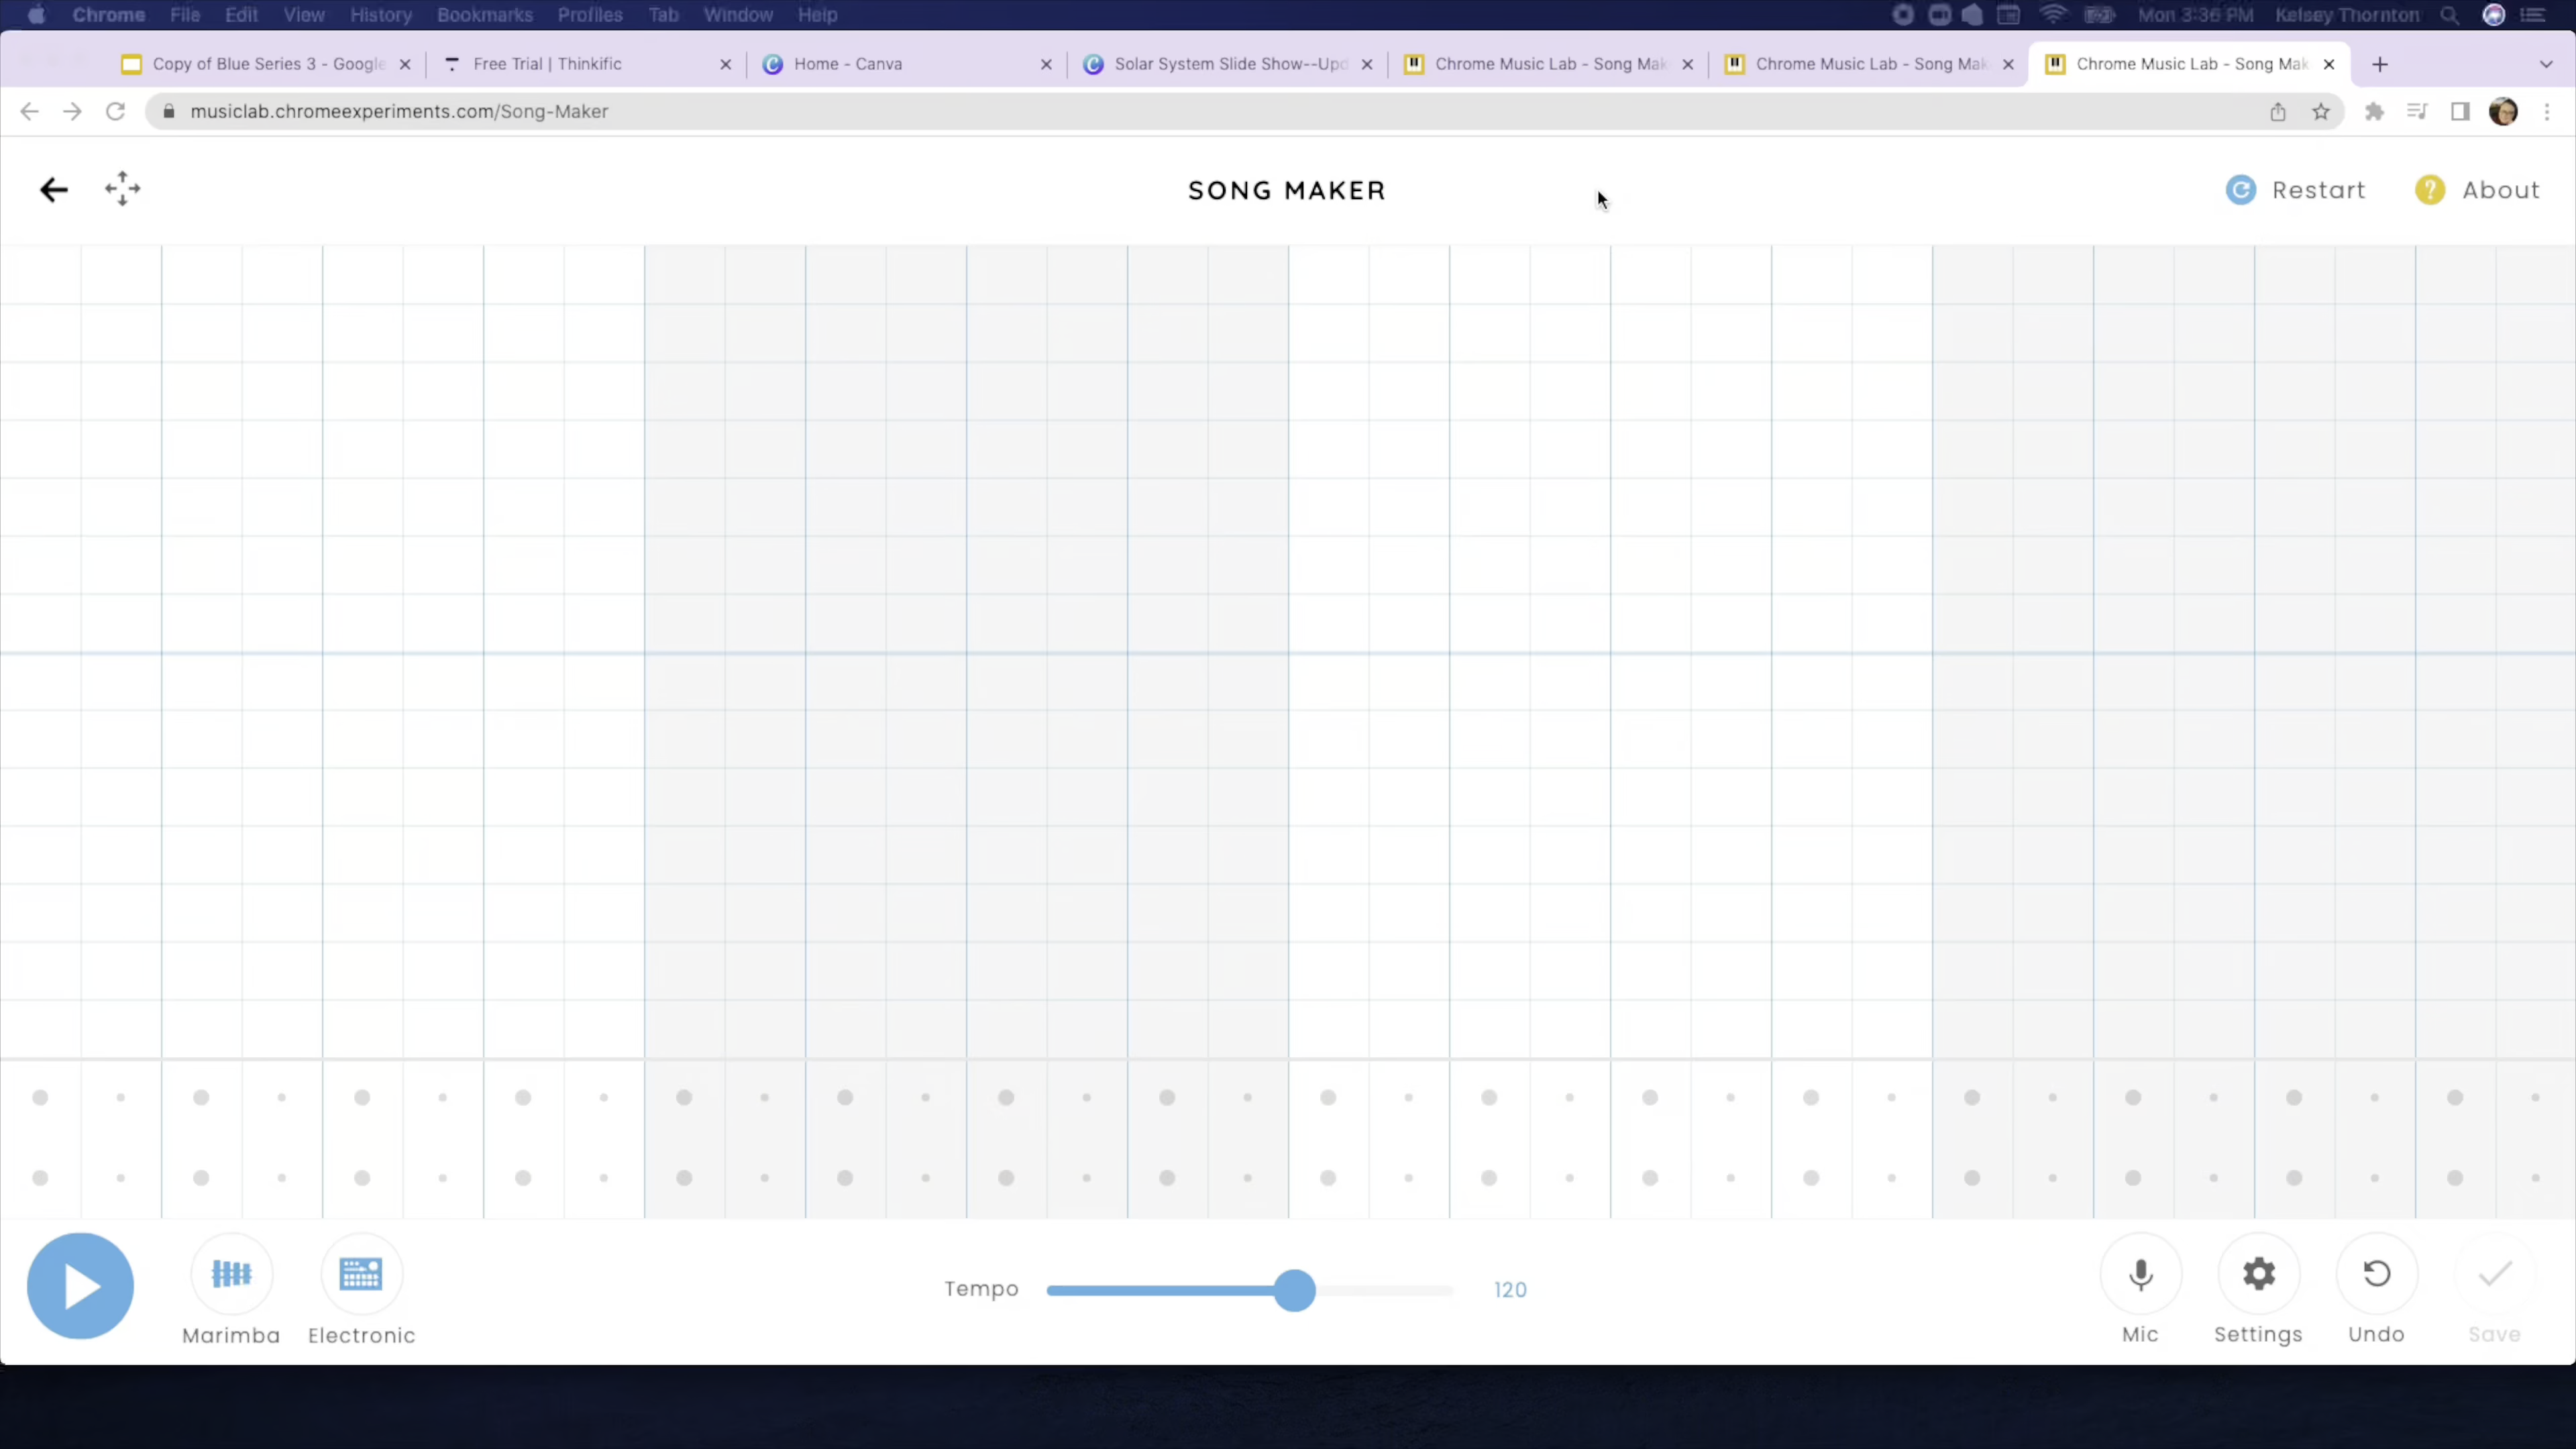 Chrome File Edit View History Bookmarks Profiles Tab Window Help Mon 3:36 PM Kelsey Thornton
Copy of Blue Series 3 - Google Free Trial | Thinkific Home - Canva Solar System Slide Show--Upd Chrome Music Lab - Song Mak Chrome Music Lab - Song Mak Chrome Music Lab - Song Mak
musiclab.chromeexperiments.com/Song-Maker
SONG MAKER Restart ? About
Tempo 120
Marimba Electronic Mic Settings Undo Save